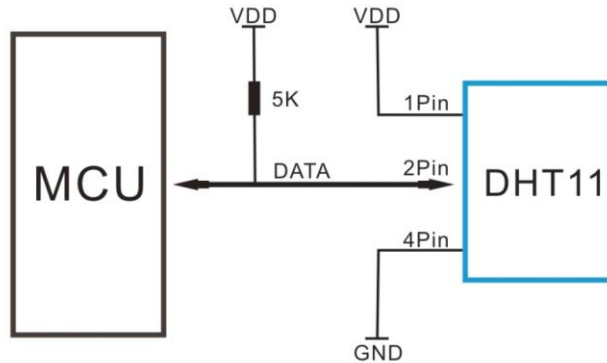 VDD VDD
5K
1Pin
MCU
DATA
2Pin
DHT11
4Pin
GND